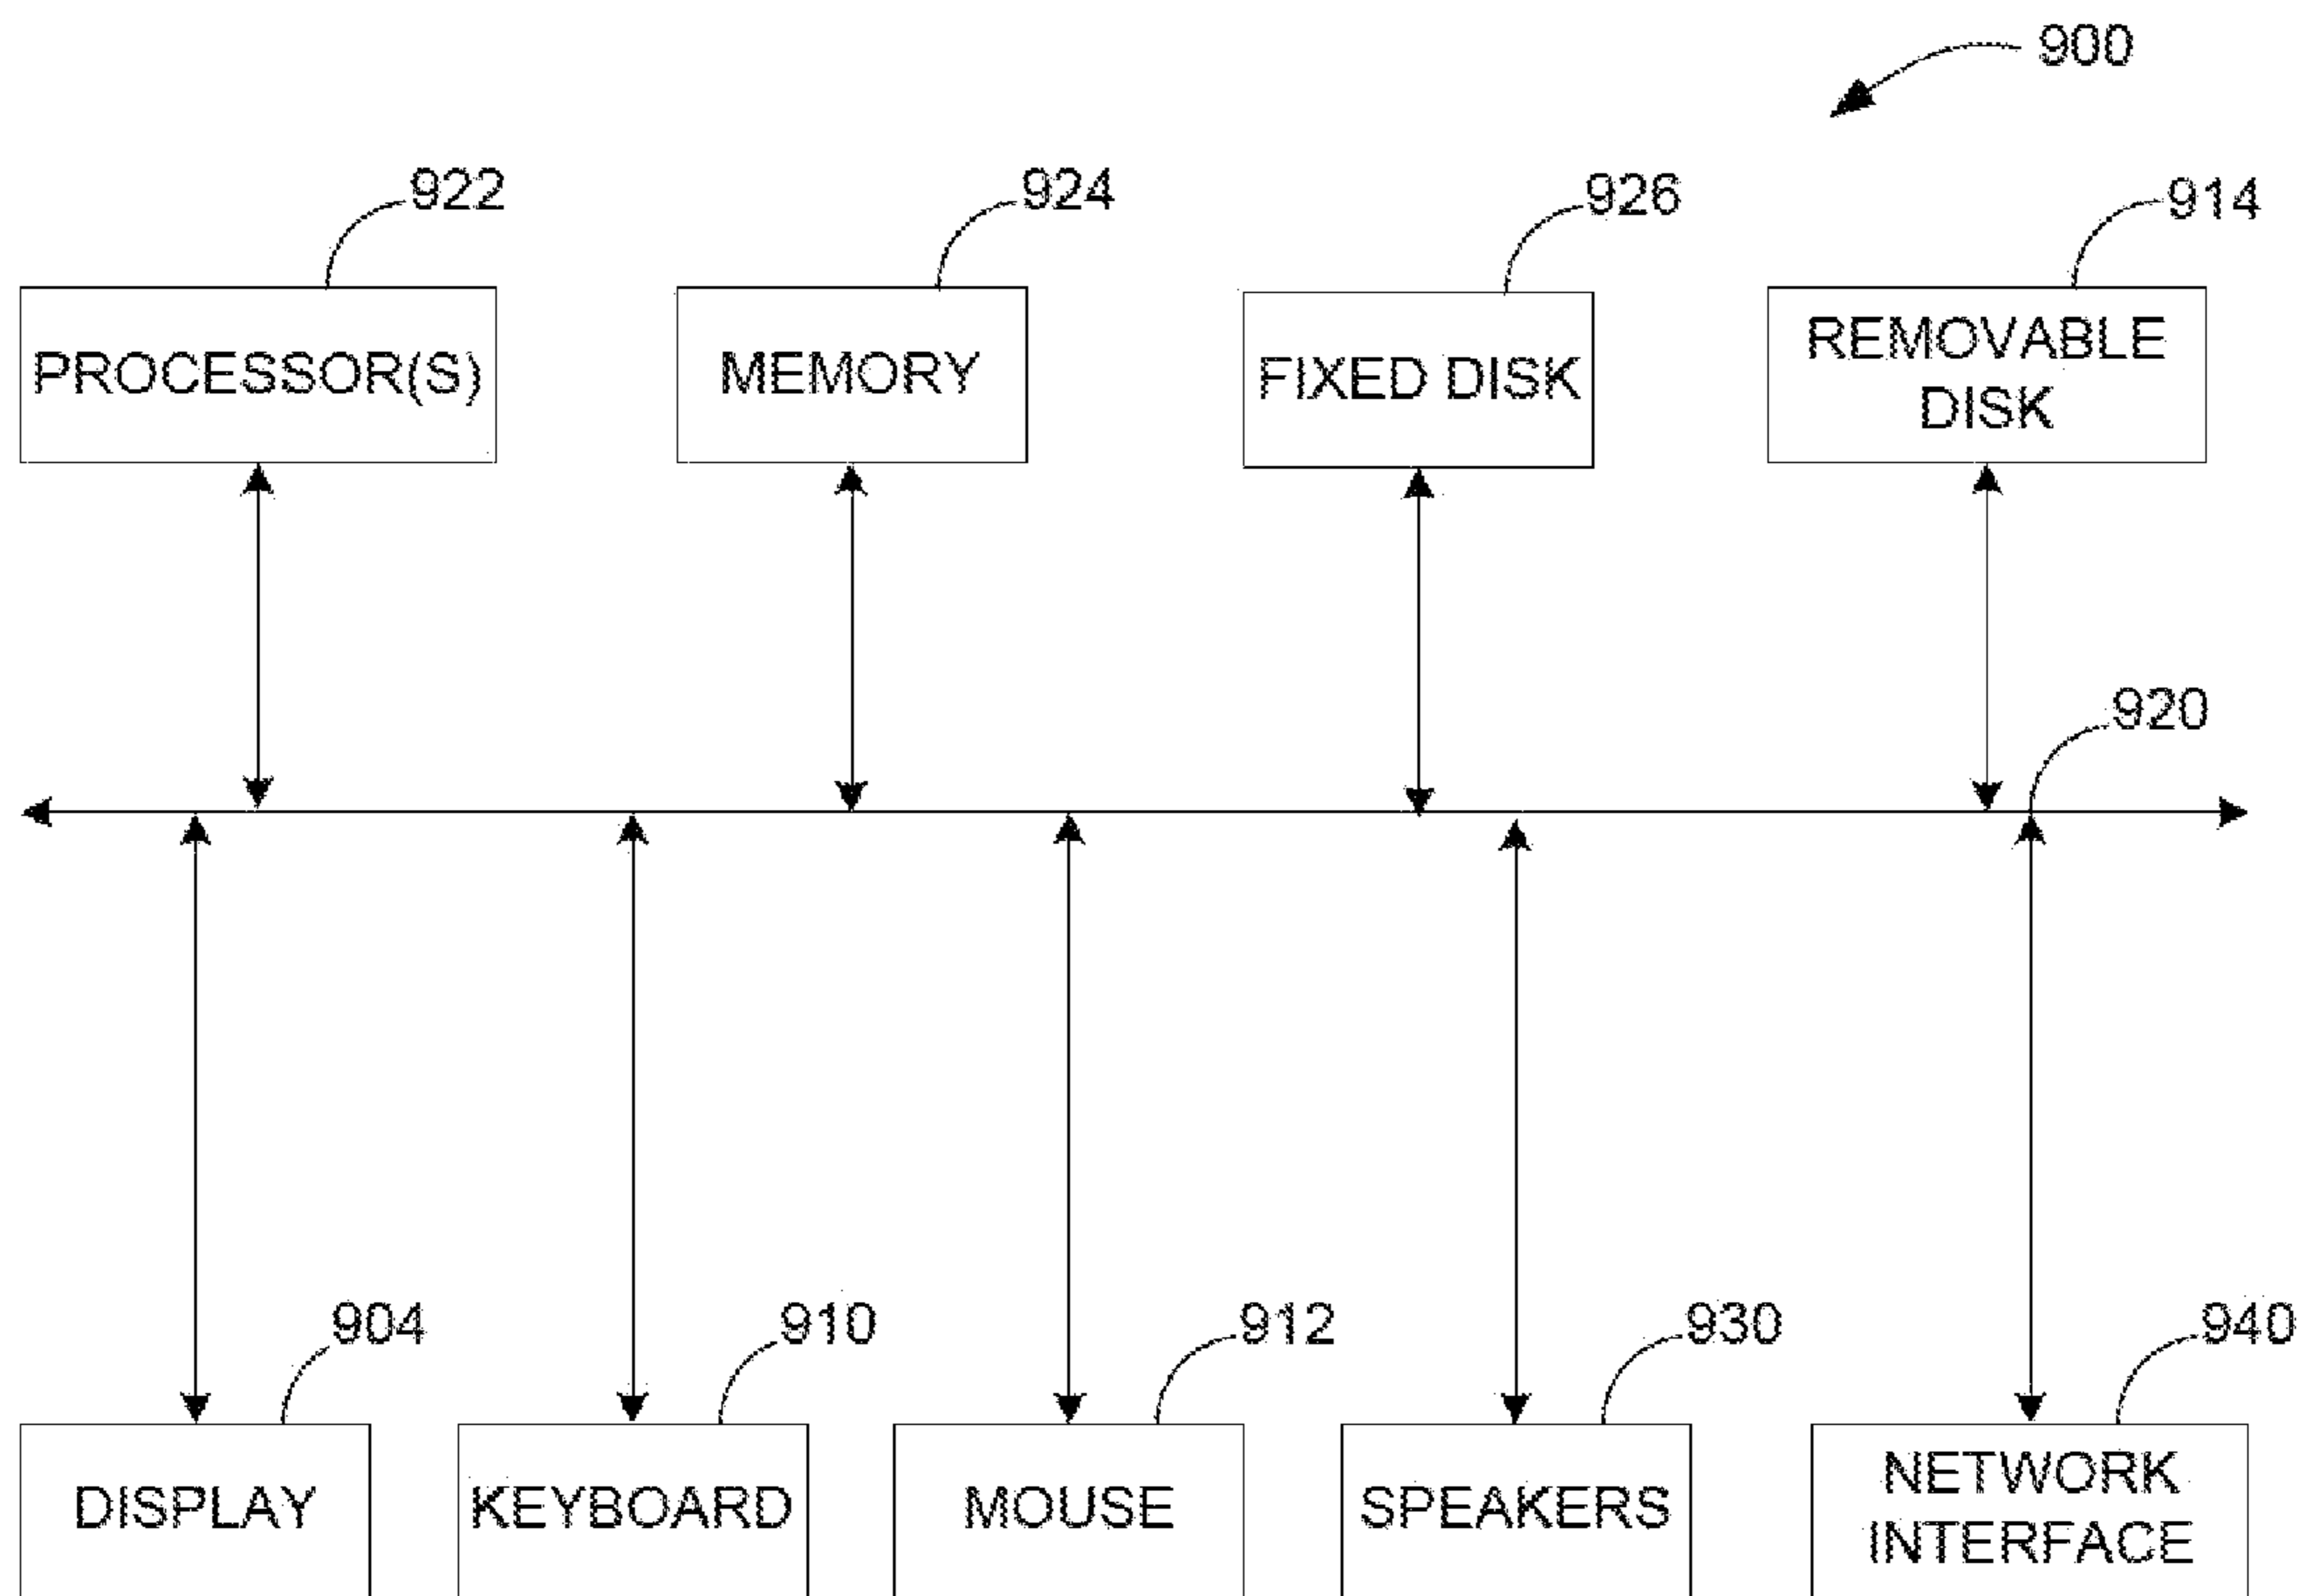 900
922
924
926
914
PROCESSOR(S)
MEMORY
FIXED DISK
REMOVABLE
DISK
920
904
910
912
930
940
DISPLAY
KEYBOARD
MOUSE
SPEAKERS
NETWORK
INTERFACE